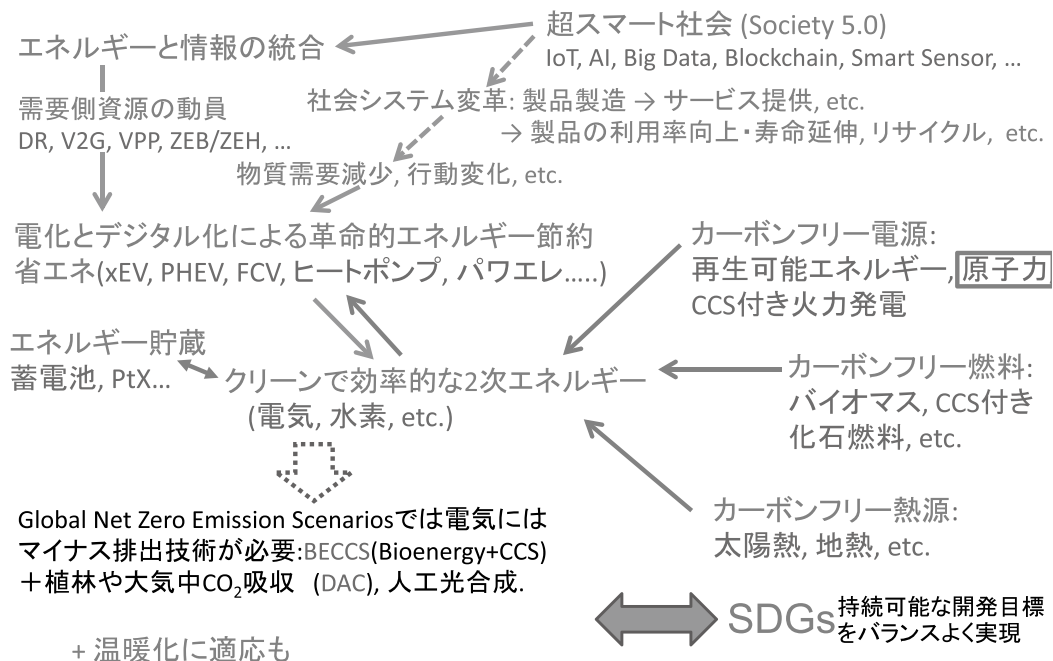 超スマート社会 (Society 5.0)
IoT, AI, Big Data, Blockchain, Smart Sensor, …
エネルギーと情報の統合
需要側資源の動員
DR, V2G, VPP, ZEB/ZEH, …
社会システム変革: 製品製造 → サービス提供, etc.
→ 製品の利用率向上・寿命延伸, リサイクル, etc.
物質需要減少, 行動変化, etc.
電化とデジタル化による革命的エネルギー節約
省エネ(xEV, PHEV, FCV, ヒートポンプ, パワエレ.....)
カーボンフリー電源:
再生可能エネルギー, 原子力
CCS付き火力発電
エネルギー貯蔵
蓄電池, PtX…
クリーンで効率的な2次エネルギー
(電気, 水素, etc.)
カーボンフリー燃料:
バイオマス, CCS付き
化石燃料, etc.
カーボンフリー熱源:
太陽熱, 地熱, etc.
Global Net Zero Emission Scenariosでは電気には
マイナス排出技術が必要:BECCS(Bioenergy+CCS)
＋植林や大気中CO₂吸収 (DAC), 人工光合成.
SDGs 持続可能な開発目標
をバランスよく実現
+ 温暖化に適応も